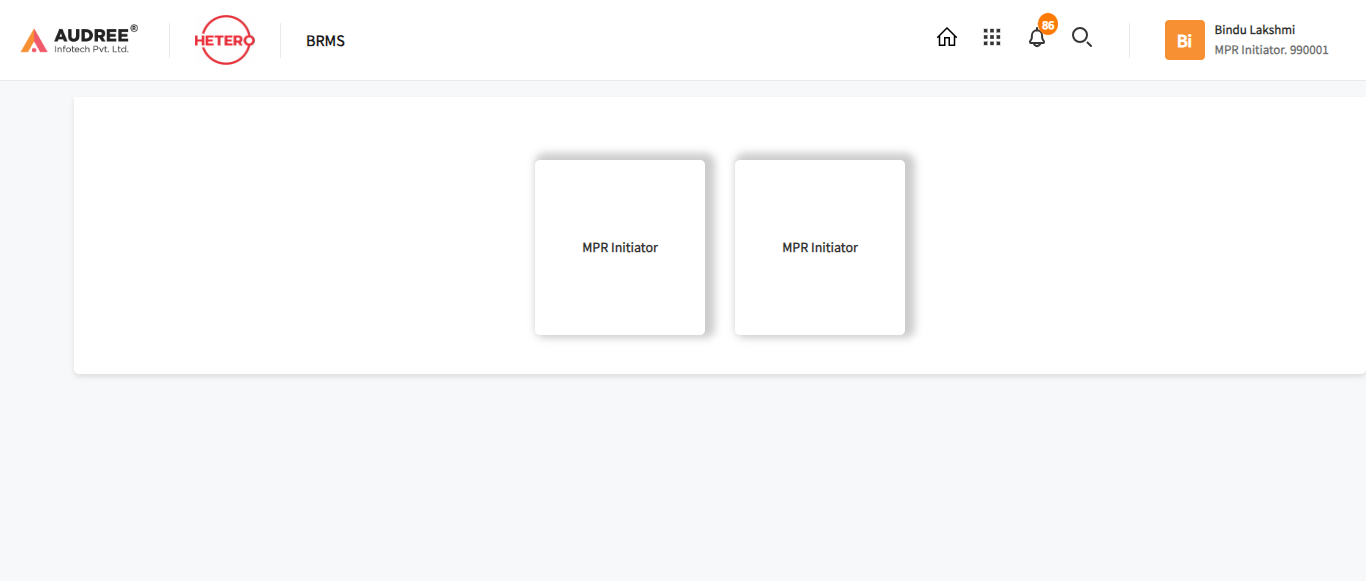 AUDREE®
Infotech Pvt. Ltd.
HETERO
BRMS
86
Bi
Bindu Lakshmi
MPR Initiator. 990001
MPR Initiator
MPR Initiator